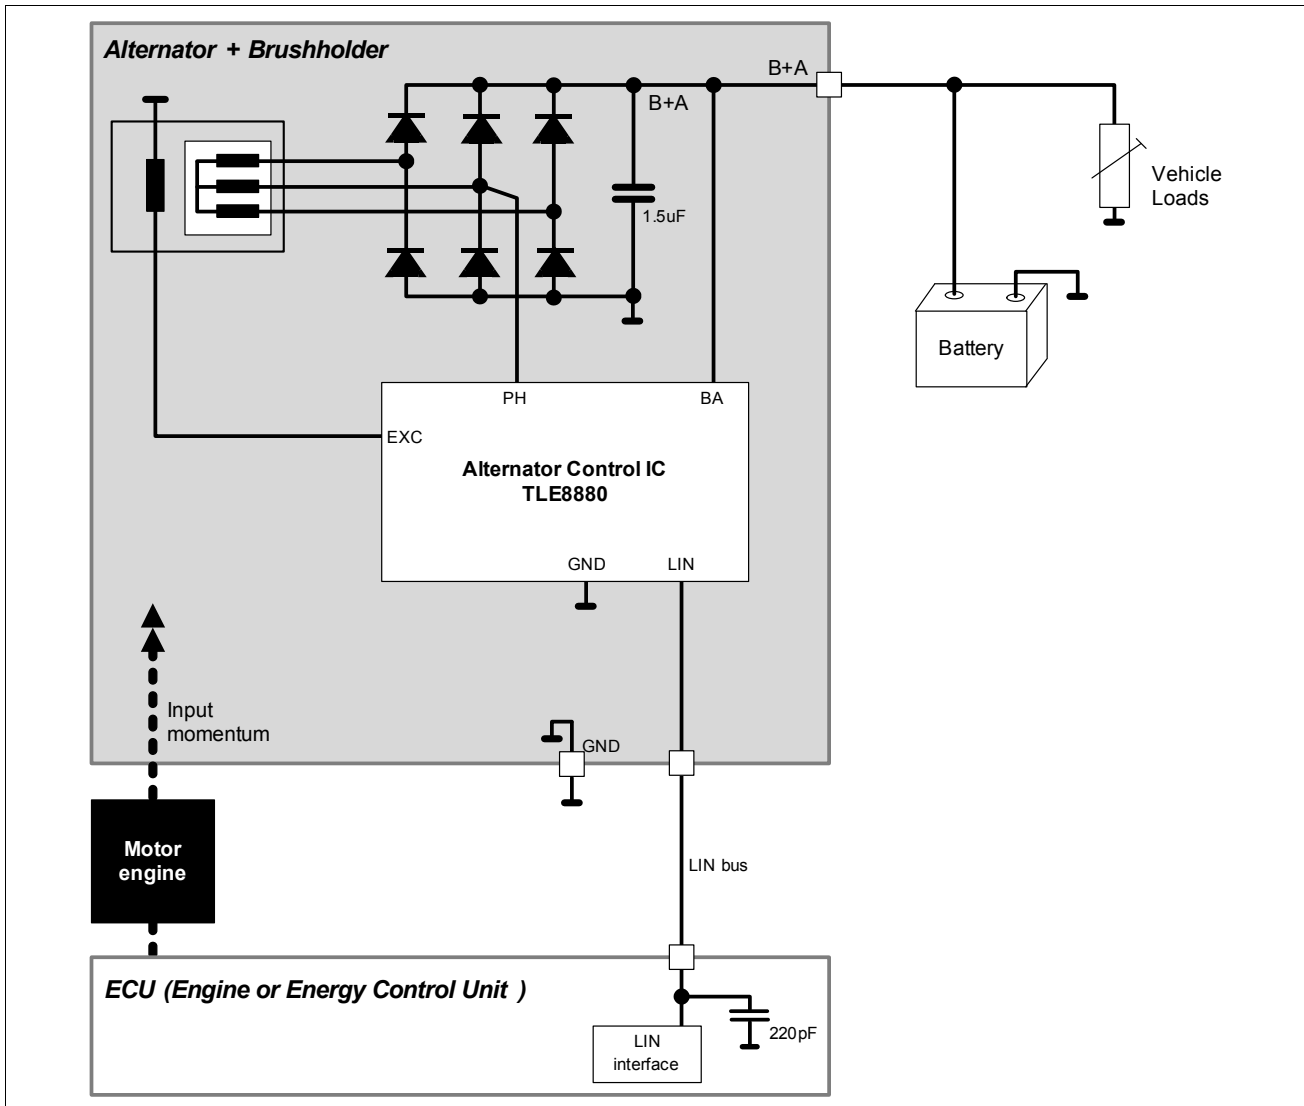 Alternator + Brushholder
B+A
B+A
1.5uF
Vehicle
Loads
Battery
PH
BA
EXC
Alternator Control IC
TLE8880
GND
LIN
Input
momentum
GND
Motor
engine
LIN bus
ECU (Engine or Energy Control Unit )
LIN
interface
220pF